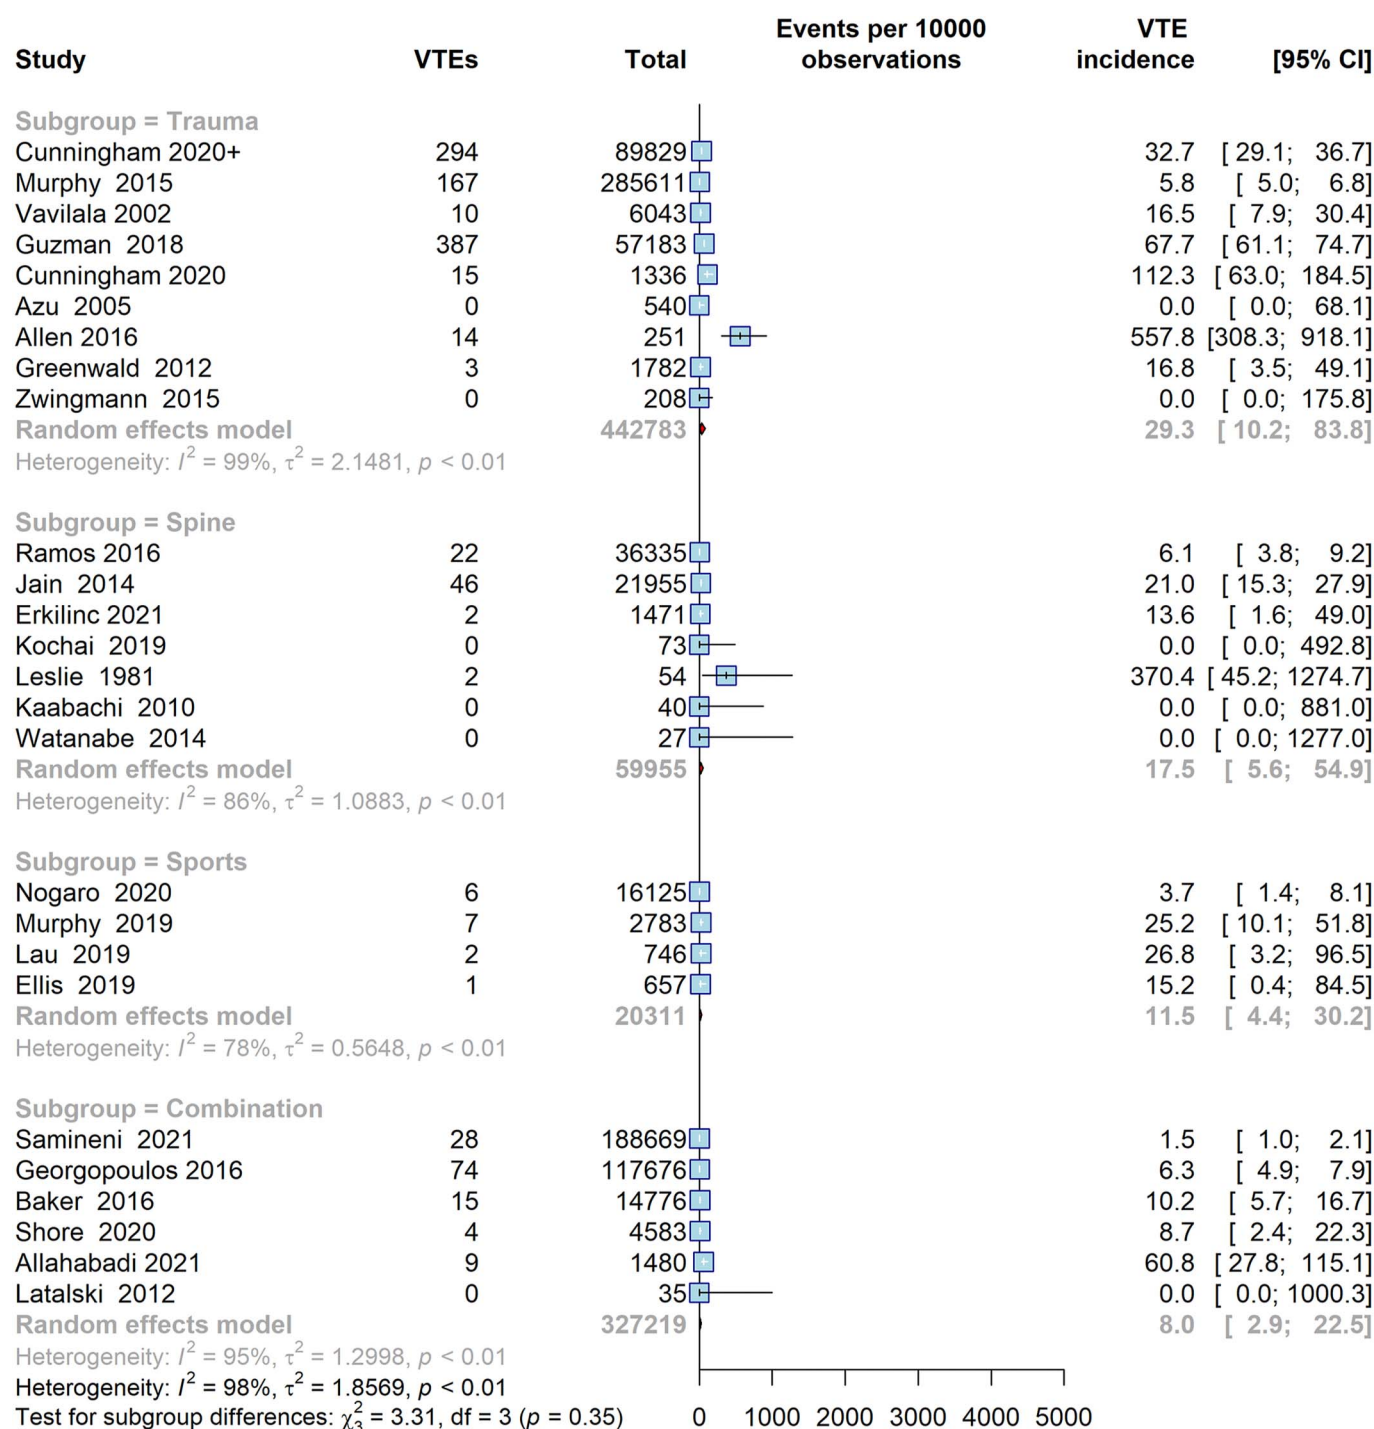 Events per 10000 VTE
Study VTEs Total observations incidence [95% CI]
Subgroup = Trauma
Cunningham 2020+ 294 89829 32.7 [ 29.1; 36.7]
Murphy 2015 167 285611 5.8 [ 5.0; 6.8]
Vavilala 2002 10 6043 16.5 [ 7.9; 30.4]
Guzman 2018 387 57183 67.7 [ 61.1; 74.7]
Cunningham 2020 15 1336 112.3 [ 63.0; 184.5]
Azu 2005 0 540 0.0 [ 0.0; 68.1]
Allen 2016 14 251 557.8 [308.3; 918.1]
Greenwald 2012 3 1782 16.8 [ 3.5; 49.1]
Zwingmann 2015 0 208 0.0 [ 0.0; 175.8]
Random effects model 442783 29.3 [ 10.2; 83.8]
Heterogeneity: I² = 99%, τ² = 2.1481, p < 0.01
Subgroup = Spine
Ramos 2016 22 36335 6.1 [ 3.8; 9.2]
Jain 2014 46 21955 21.0 [ 15.3; 27.9]
Erkilinc 2021 2 1471 13.6 [ 1.6; 49.0]
Kochai 2019 0 73 0.0 [ 0.0; 492.8]
Leslie 1981 2 54 370.4 [ 45.2; 1274.7]
Kaabachi 2010 0 40 0.0 [ 0.0; 881.0]
Watanabe 2014 0 27 0.0 [ 0.0; 1277.0]
Random effects model 59955 17.5 [ 5.6; 54.9]
Heterogeneity: I² = 86%, τ² = 1.0883, p < 0.01
Subgroup = Sports
Nogaro 2020 6 16125 3.7 [ 1.4; 8.1]
Murphy 2019 7 2783 25.2 [ 10.1; 51.8]
Lau 2019 2 746 26.8 [ 3.2; 96.5]
Ellis 2019 1 657 15.2 [ 0.4; 84.5]
Random effects model 20311 11.5 [ 4.4; 30.2]
Heterogeneity: I² = 78%, τ² = 0.5648, p < 0.01
Subgroup = Combination
Samineni 2021 28 188669 1.5 [ 1.0; 2.1]
Georgopoulos 2016 74 117676 6.3 [ 4.9; 7.9]
Baker 2016 15 14776 10.2 [ 5.7; 16.7]
Shore 2020 4 4583 8.7 [ 2.4; 22.3]
Allahabadi 2021 9 1480 60.8 [ 27.8; 115.1]
Latalski 2012 0 35 0.0 [ 0.0; 1000.3]
Random effects model 327219 8.0 [ 2.9; 22.5]
Heterogeneity: I² = 95%, τ² = 1.2998, p < 0.01
Heterogeneity: I² = 98%, τ² = 1.8569, p < 0.01
Test for subgroup differences: χ²₃ = 3.31, df = 3 (p = 0.35) 0 1000 2000 3000 4000 5000